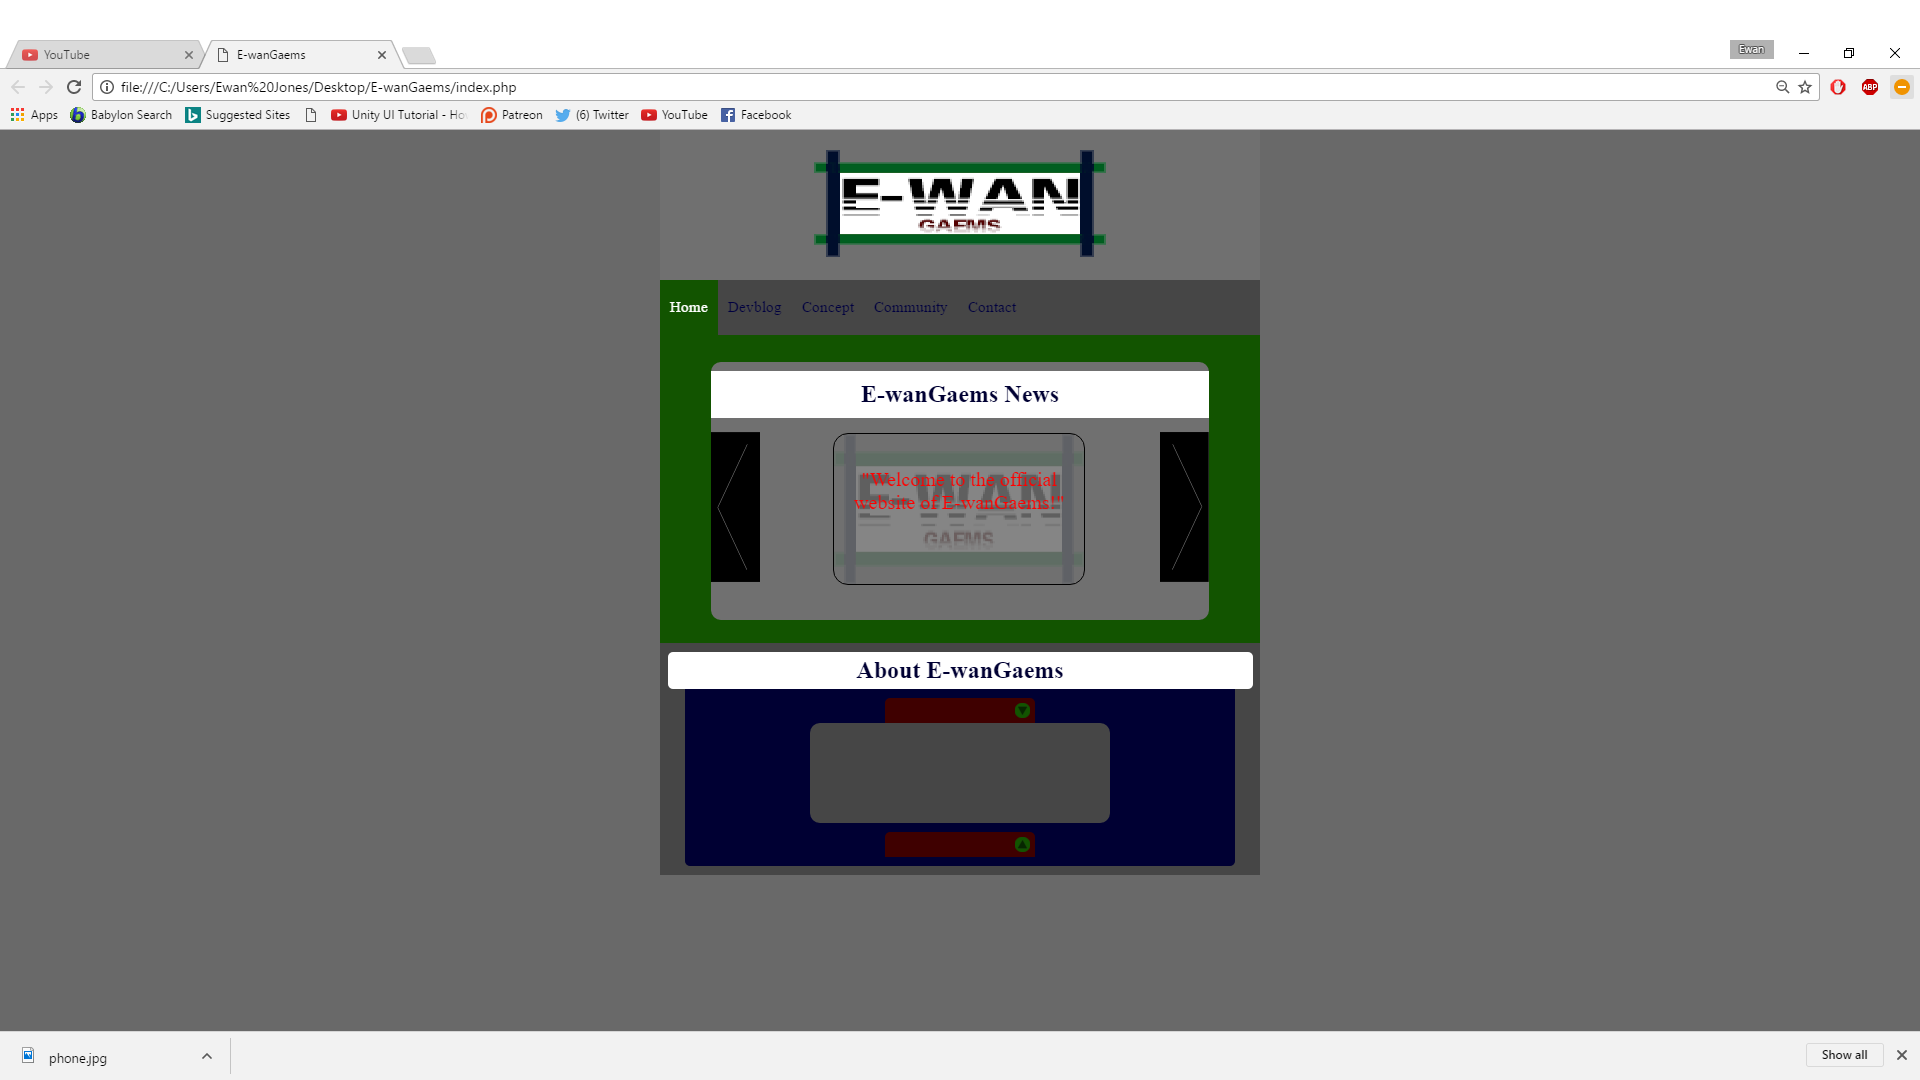 Ewan
YouTube
E-wanGaems
file:///C:/Users/Ewan%20Jones/Desktop/E-wanGaems/index.php
Apps
Babylon Search
Suggested Sites
Unity UI Tutorial - Ho
Patreon
(6) Twitter
YouTube
Facebook
ABP
E-WAN
GAEMS
Home
Devblog
Concept
Community
Contact
E-wanGaems News
E-WAN
GAEMS
"Welcome to the official
website of E-wanGaems!"
About E-wanGaems
phone.jpg
Show all